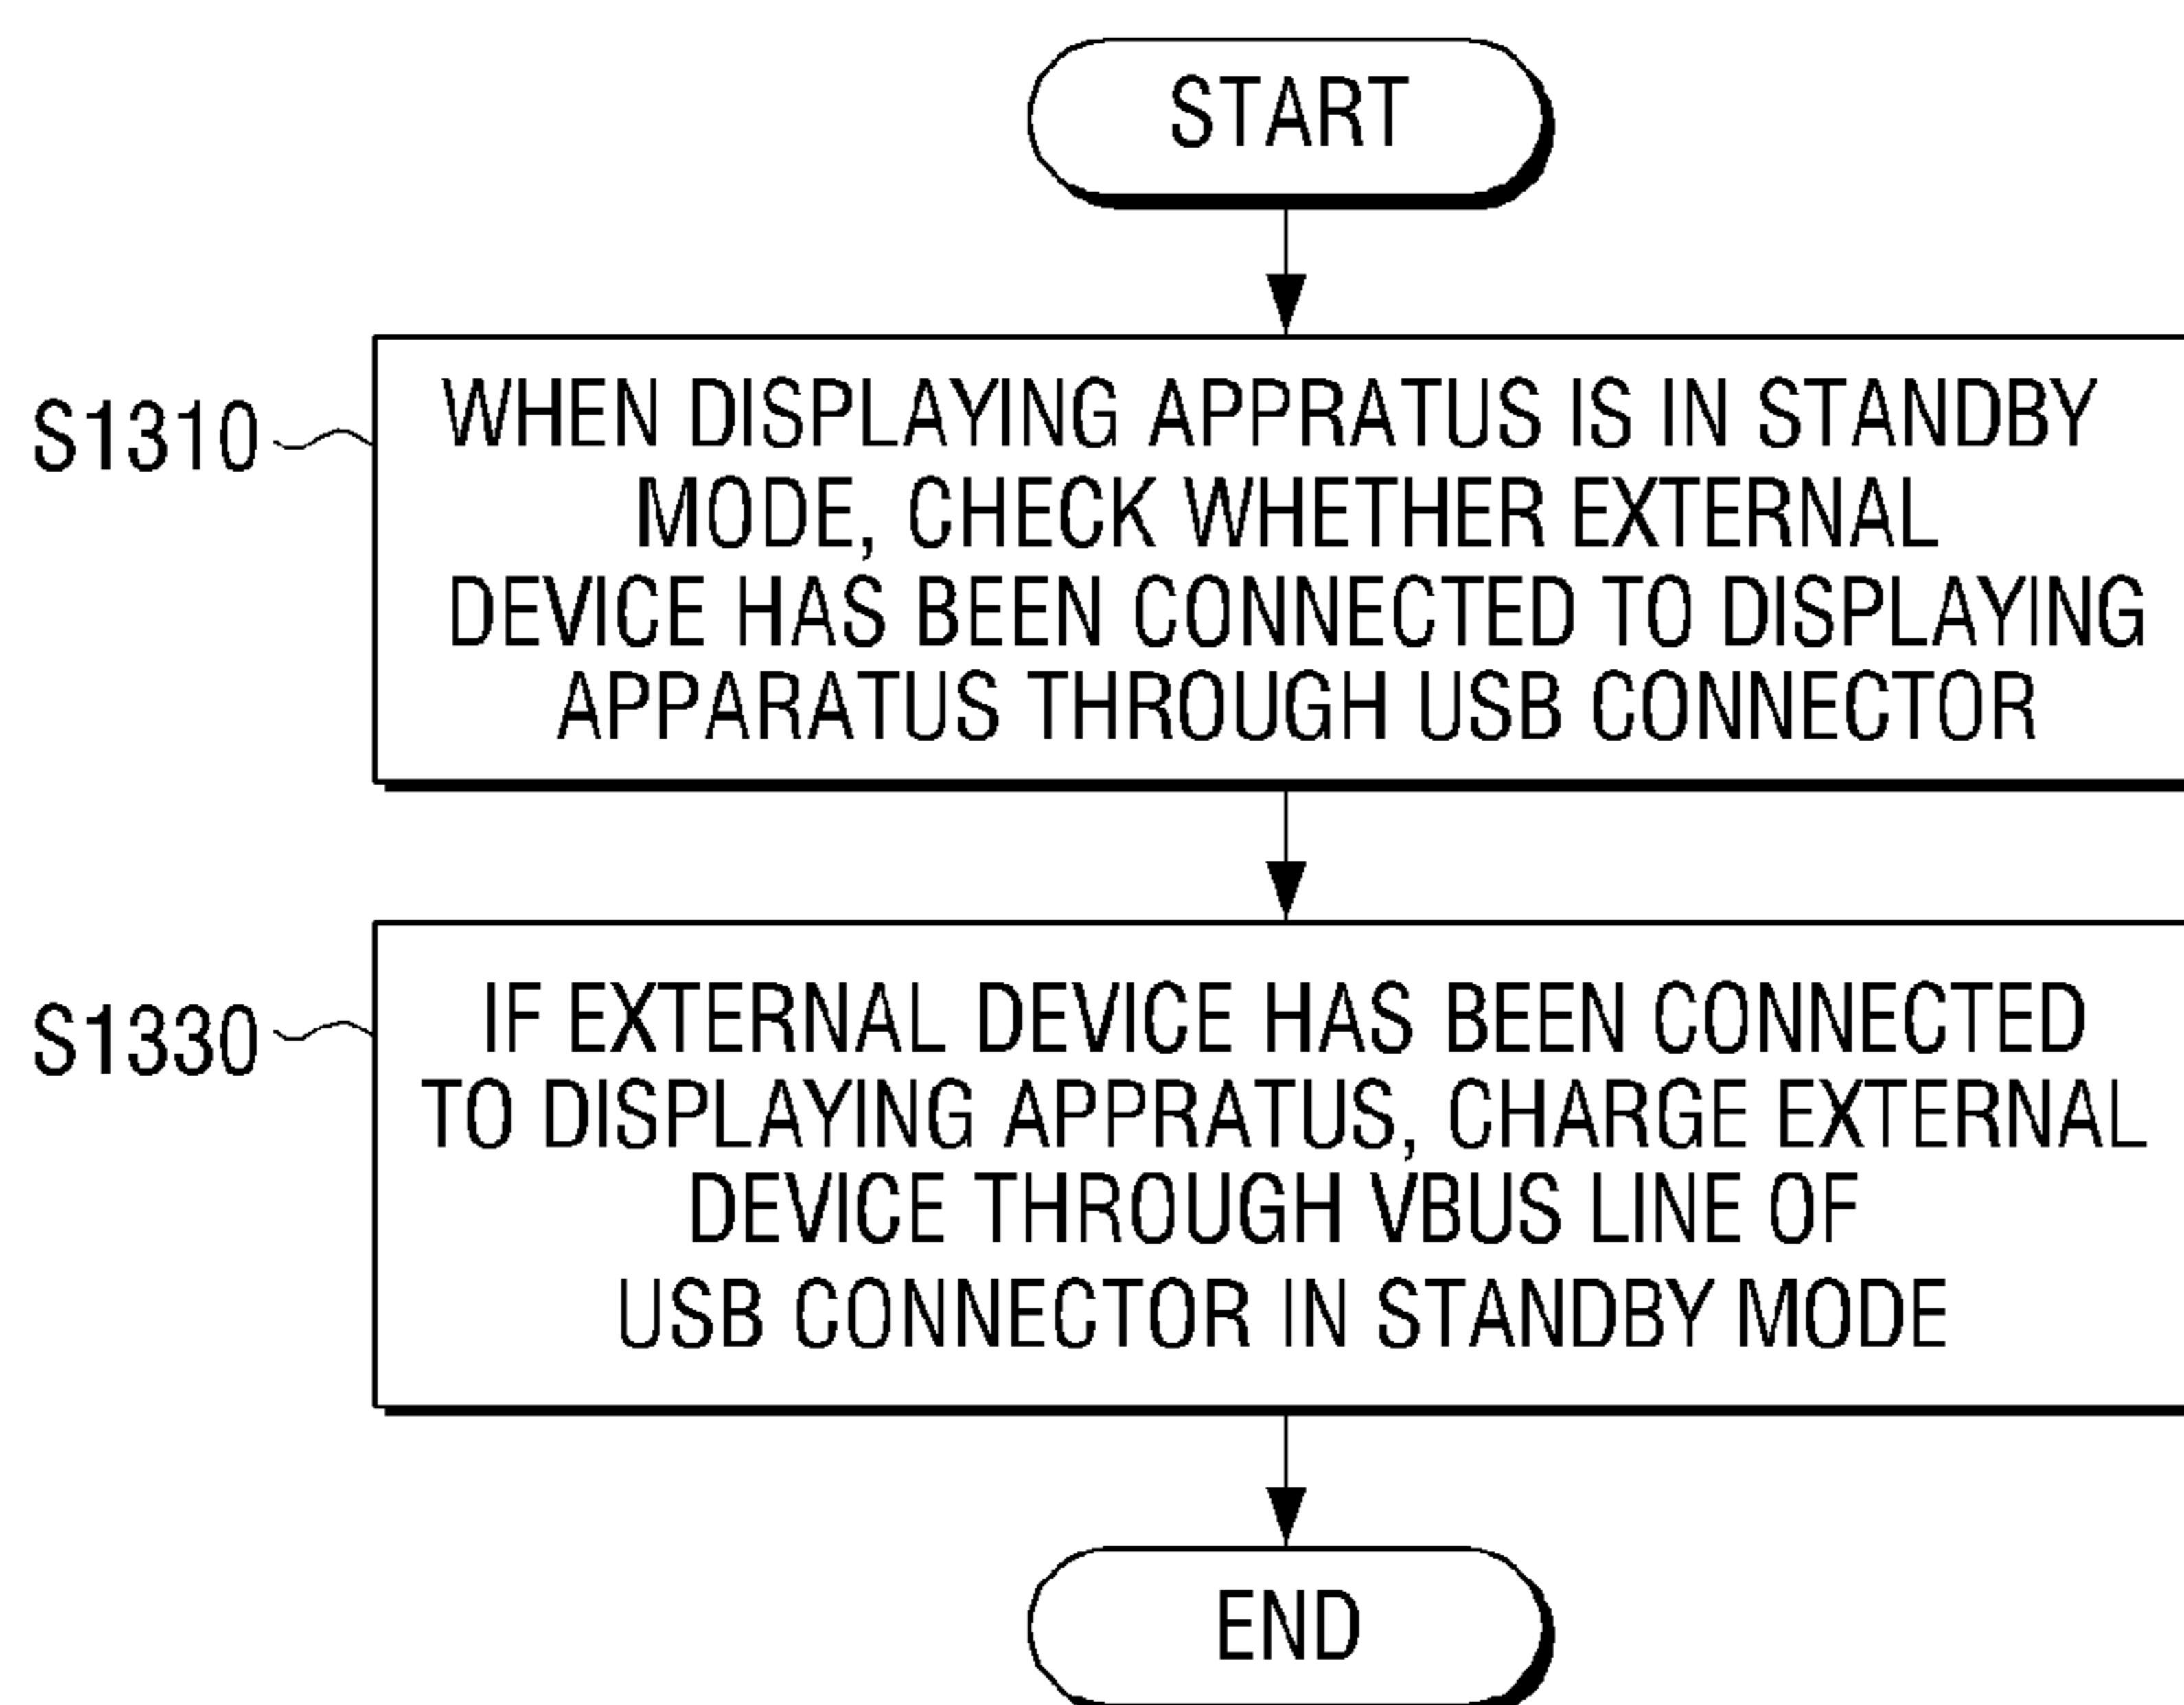 START
S1310
WHEN DISPLAYING APPRATUS IS IN STANDBY
MODE, CHECK WHETHER EXTERNAL
DEVICE HAS BEEN CONNECTED TO DISPLAYING
APPARATUS THROUGH USB CONNECTOR
S1330
IF EXTERNAL DEVICE HAS BEEN CONNECTED
TO DISPLAYING APPRATUS, CHARGE EXTERNAL
DEVICE THROUGH VBUS LINE OF
USB CONNECTOR IN STANDBY MODE
END